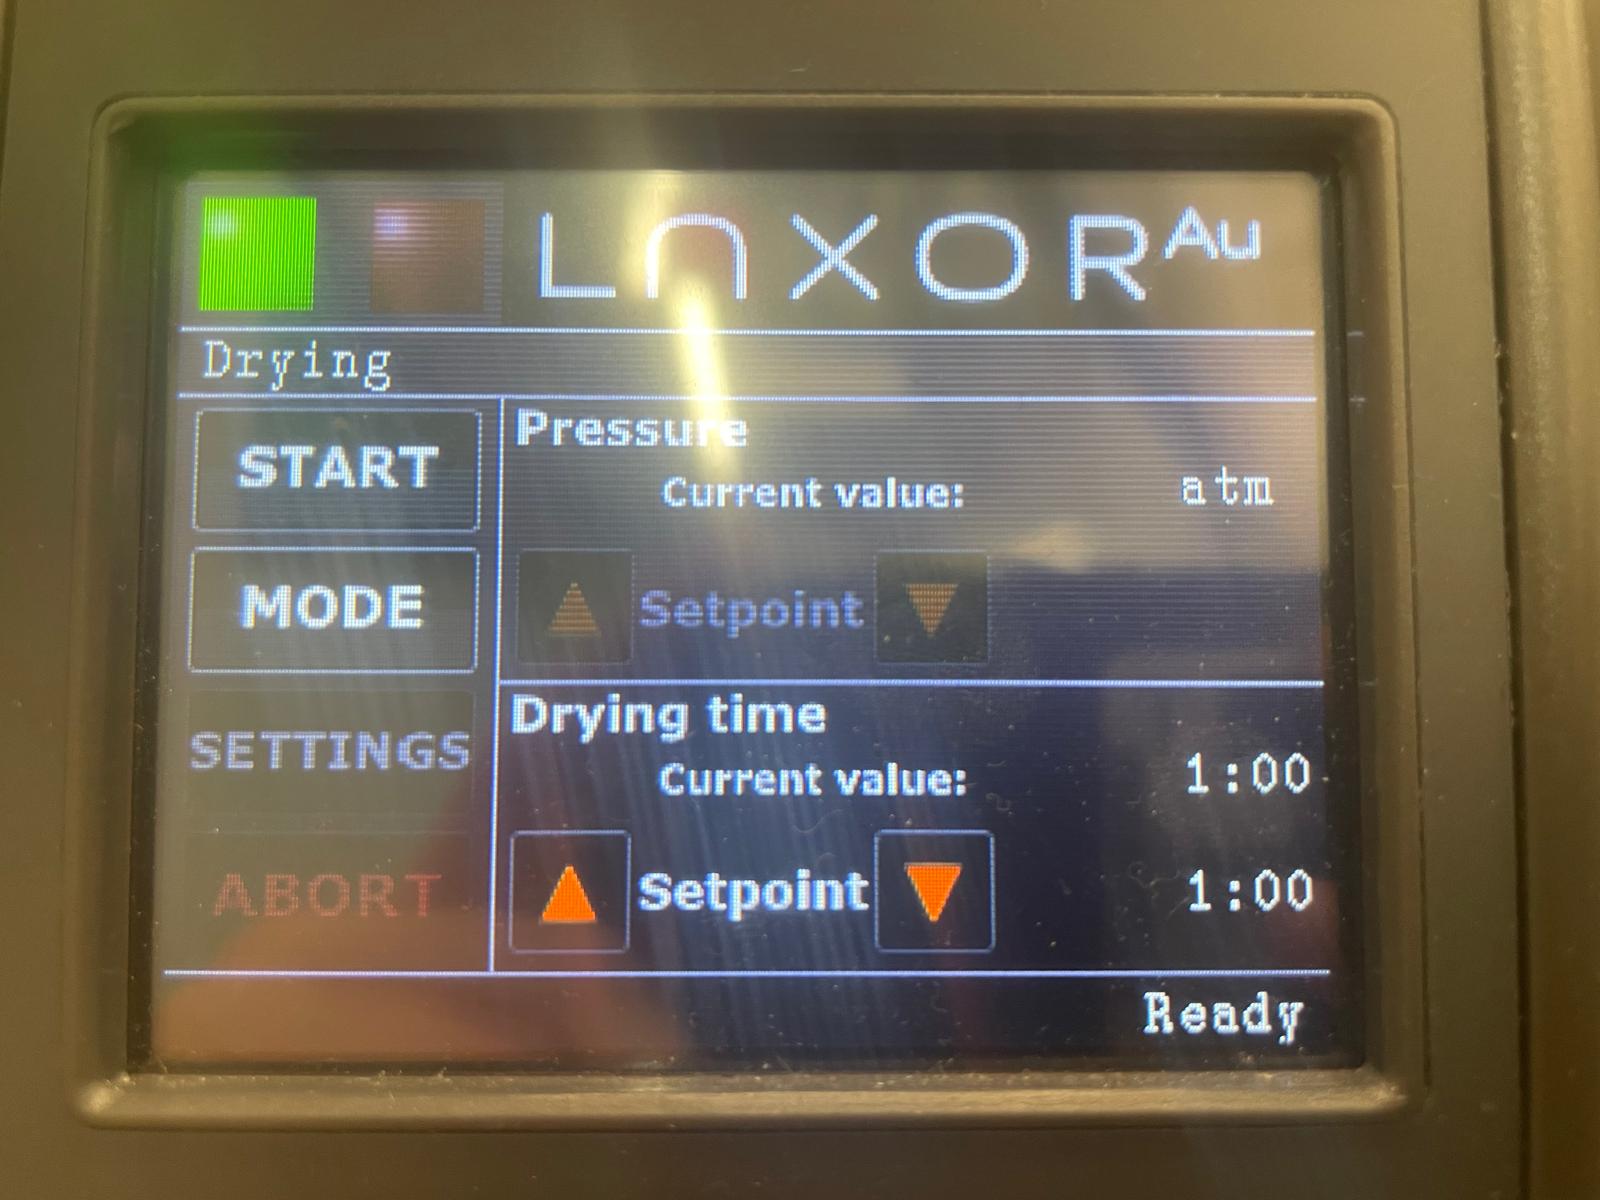 LUXOR Au
Drying
START
MODE
SETTINGS
ABORT
Pressure
Current value: atm
Setpoint
Drying time
Current value: 1:00
Setpoint 1:00
Ready